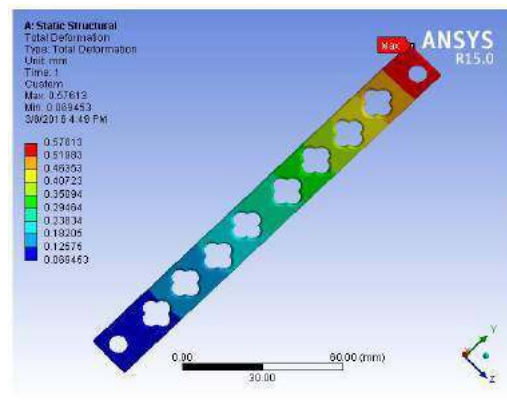 A: Static Structural
Total Deformation
Type: Total Deformation
Unit: mm
Time: 1
Custom
Max: 0.57613
Min: 0.069453
3/8/2016 4:49 PM
0.57613
0.51983
0.46353
0.40723
0.35094
0.29464
0.23834
0.18205
0.12575
0.069453
Max
ANSYS
R15.0
0.00
60.00 (mm)
30.00
Y
X
Z